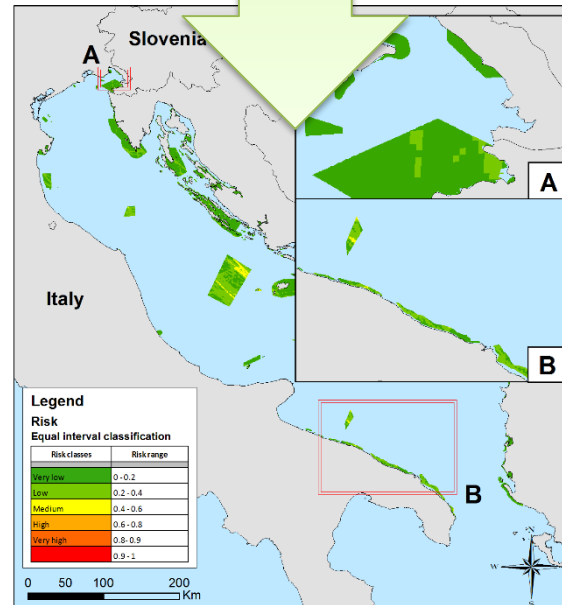 Slovenia
A
A
Italy
B
B
Legend
Risk
Equal interval classification
Risk classes Risk range
Very low 0 - 0.2
Low 0.2 - 0.4
Medium 0.4 - 0.6
High 0.6 - 0.8
Very high 0.8 - 0.9
0.9 - 1
0 50 100 200
Km
N
W E
S